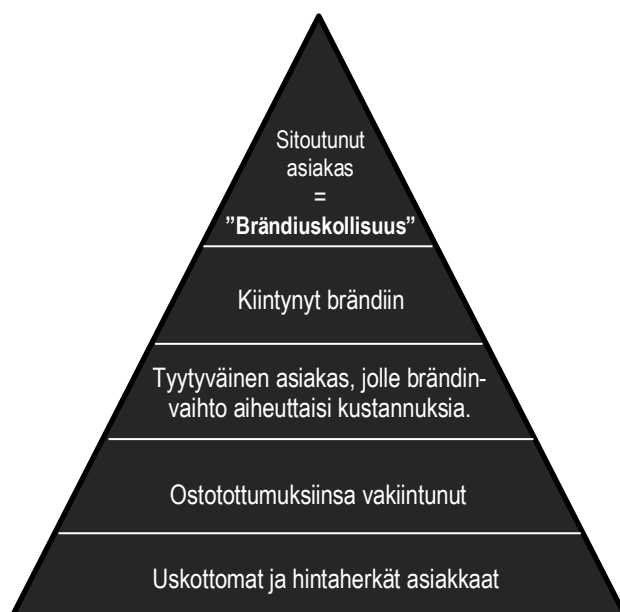 Sitoutunut
asiakas
=
”Brändiuskollisuus”
Kiintynyt brändiin
Tyytyväinen asiakas, jolle brändin-
vaihto aiheuttaisi kustannuksia.
Ostotottumuksiinsa vakiintunut
Uskottomat ja hintaherkät asiakkaat